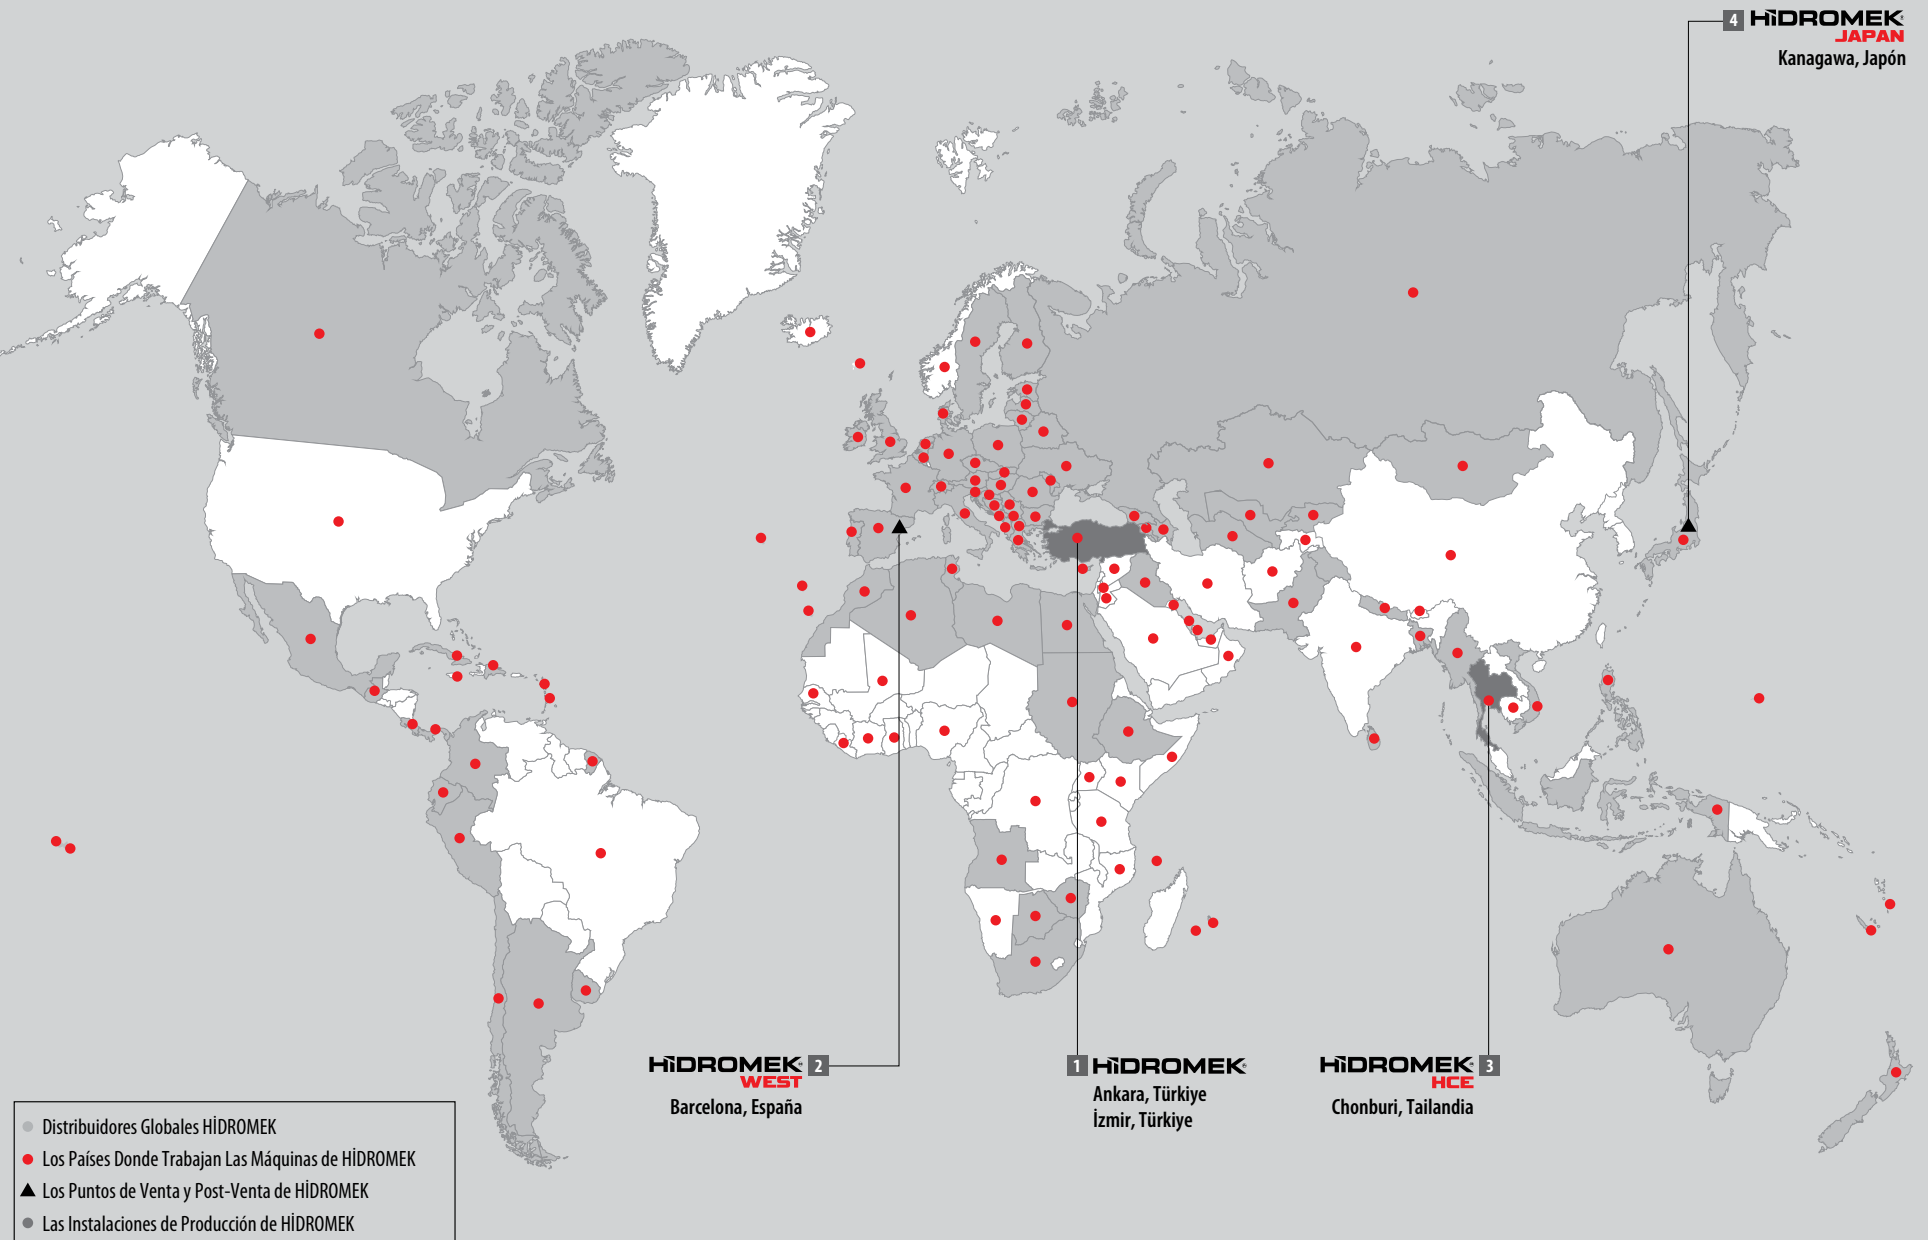 4 HİDROMEK®
JAPAN
Kanagawa, Japón
HİDROMEK® 2
WEST
Barcelona, España
1 HİDROMEK®
Ankara, Türkiye
İzmir, Türkiye
HİDROMEK® 3
HCE
Chonburi, Tailandia
Distribuidores Globales HİDROMEK
Los Países Donde Trabajan Las Máquinas de HİDROMEK
Los Puntos de Venta y Post-Venta de HİDROMEK
Las Instalaciones de Producción de HİDROMEK